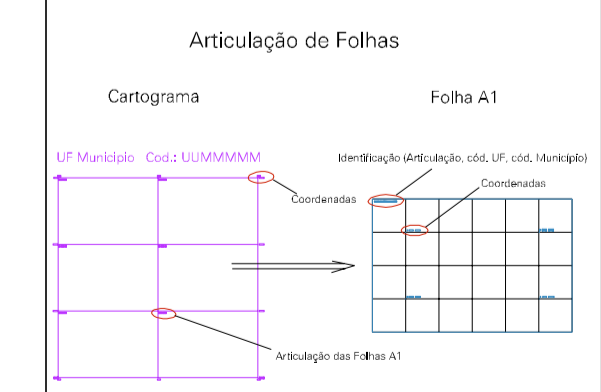 Articulação de Folhas
Cartograma
Folha A1
UF Municipio Cod.: UUMMMMM
Identificação (Articulação, cód. UF, cód. Município)
Coordenadas
Coordenadas
Articulação das Folhas A1